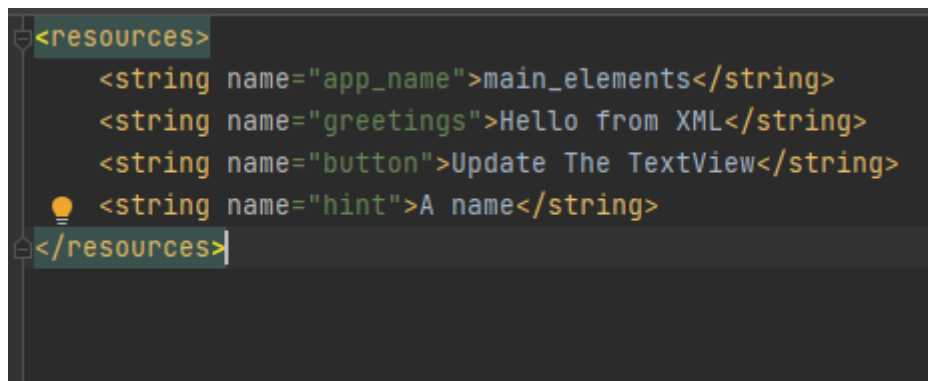 <resources>
    <string name="app_name">main_elements</string>
    <string name="greetings">Hello from XML</string>
    <string name="button">Update The TextView</string>
    <string name="hint">A name</string>
</resources>